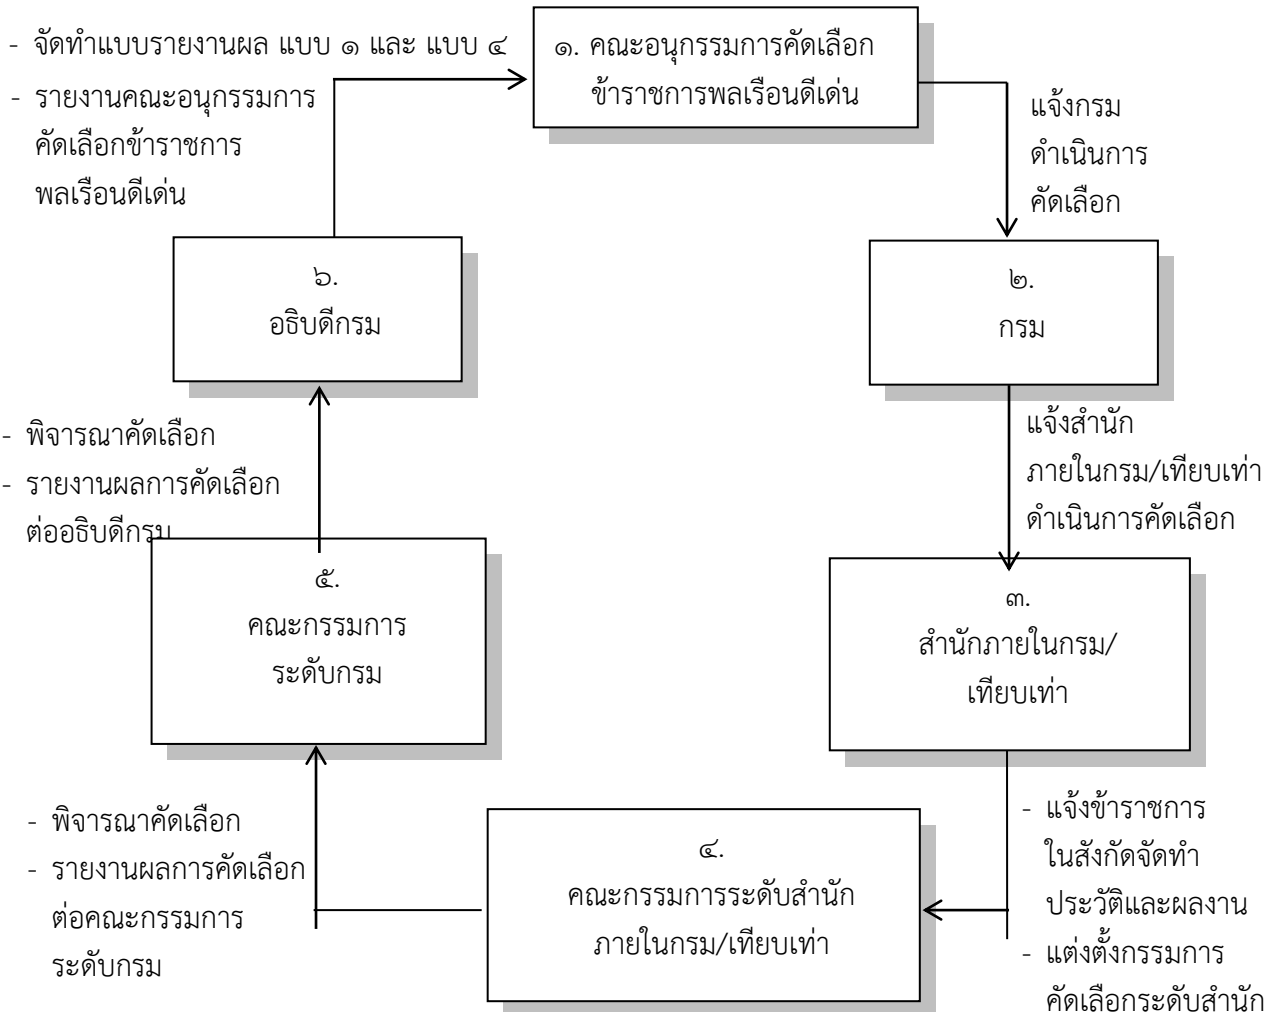 - จัดทำแบบรายงานผล แบบ ๑ และ แบบ ๔
- รายงานคณะอนุกรรมการ
คัดเลือกข้าราชการ
พลเรือนดีเด่น
๑. คณะอนุกรรมการคัดเลือก
ข้าราชการพลเรือนดีเด่น
แจ้งกรม
ดำเนินการ
คัดเลือก
๒.
กรม
แจ้งสำนัก
ภายในกรม/เทียบเท่า
ดำเนินการคัดเลือก
๓.
สำนักภายในกรม/
เทียบเท่า
- แจ้งข้าราชการ
ในสังกัดจัดทำ
ประวัติและผลงาน
- แต่งตั้งกรรมการ
คัดเลือกระดับสำนัก
๔.
คณะกรรมการระดับสำนัก
ภายในกรม/เทียบเท่า
- พิจารณาคัดเลือก
- รายงานผลการคัดเลือก
ต่อคณะกรรมการ
ระดับกรม
๕.
คณะกรรมการ
ระดับกรม
- พิจารณาคัดเลือก
- รายงานผลการคัดเลือก
ต่ออธิบดีกรม
๖.
อธิบดีกรม